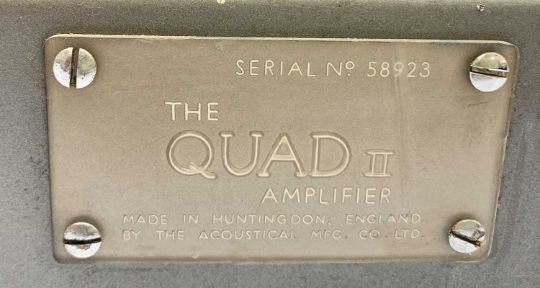 SERIAL Nº 58923
THE
QUAD II
AMPLIFIER
MADE IN HUNTINGDON, ENGLAND
BY THE ACOUSTICAL MFG. CO. LTD.